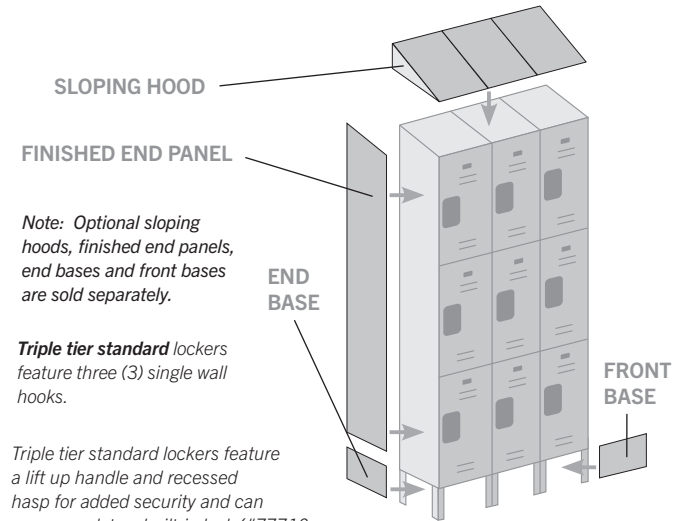 SLOPING HOOD
FINISHED END PANEL
Note: Optional sloping
hoods, finished end panels,
end bases and front bases
are sold separately.
END
BASE
Triple tier standard lockers
feature three (3) single wall
hooks.
FRONT
BASE
Triple tier standard lockers feature
a lift up handle and recessed
hasp for added security and can